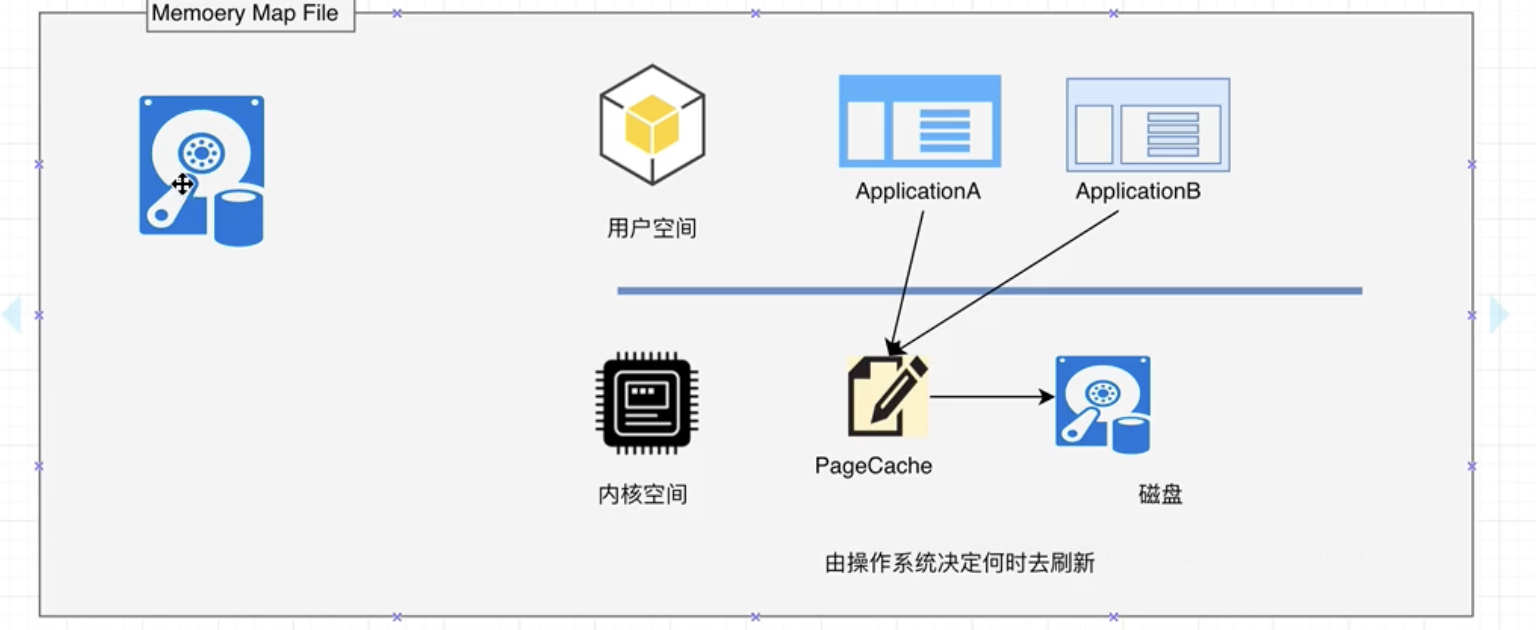 Memoery Map File
ApplicationA
ApplicationB
用户空间
PageCache
内核空间
磁盘
由操作系统决定何时去刷新